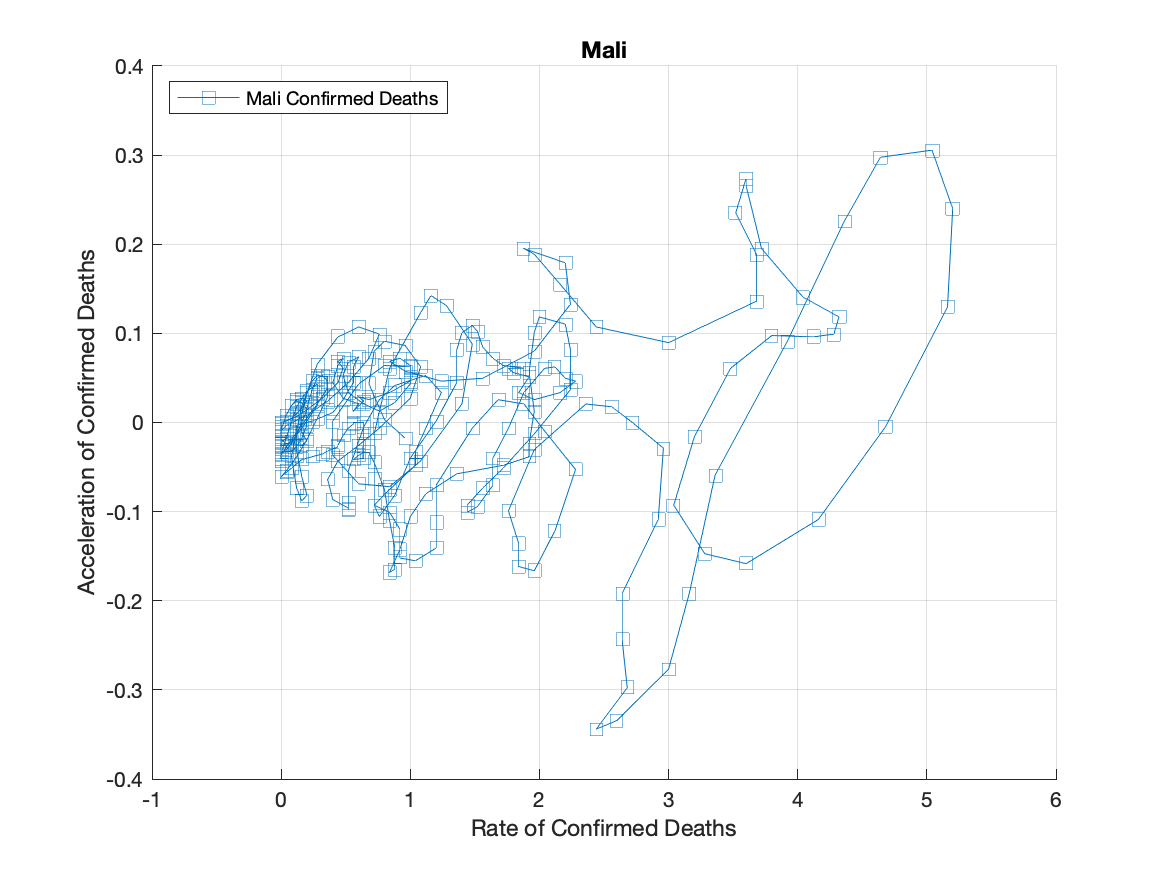 Mali
Mali Confirmed Deaths
0.4
0.3
0.2
0.1
0
-0.1
-0.2
-0.3
-0.4
Acceleration of Confirmed Deaths
-1 0 1 2 3 4 5 6
Rate of Confirmed Deaths